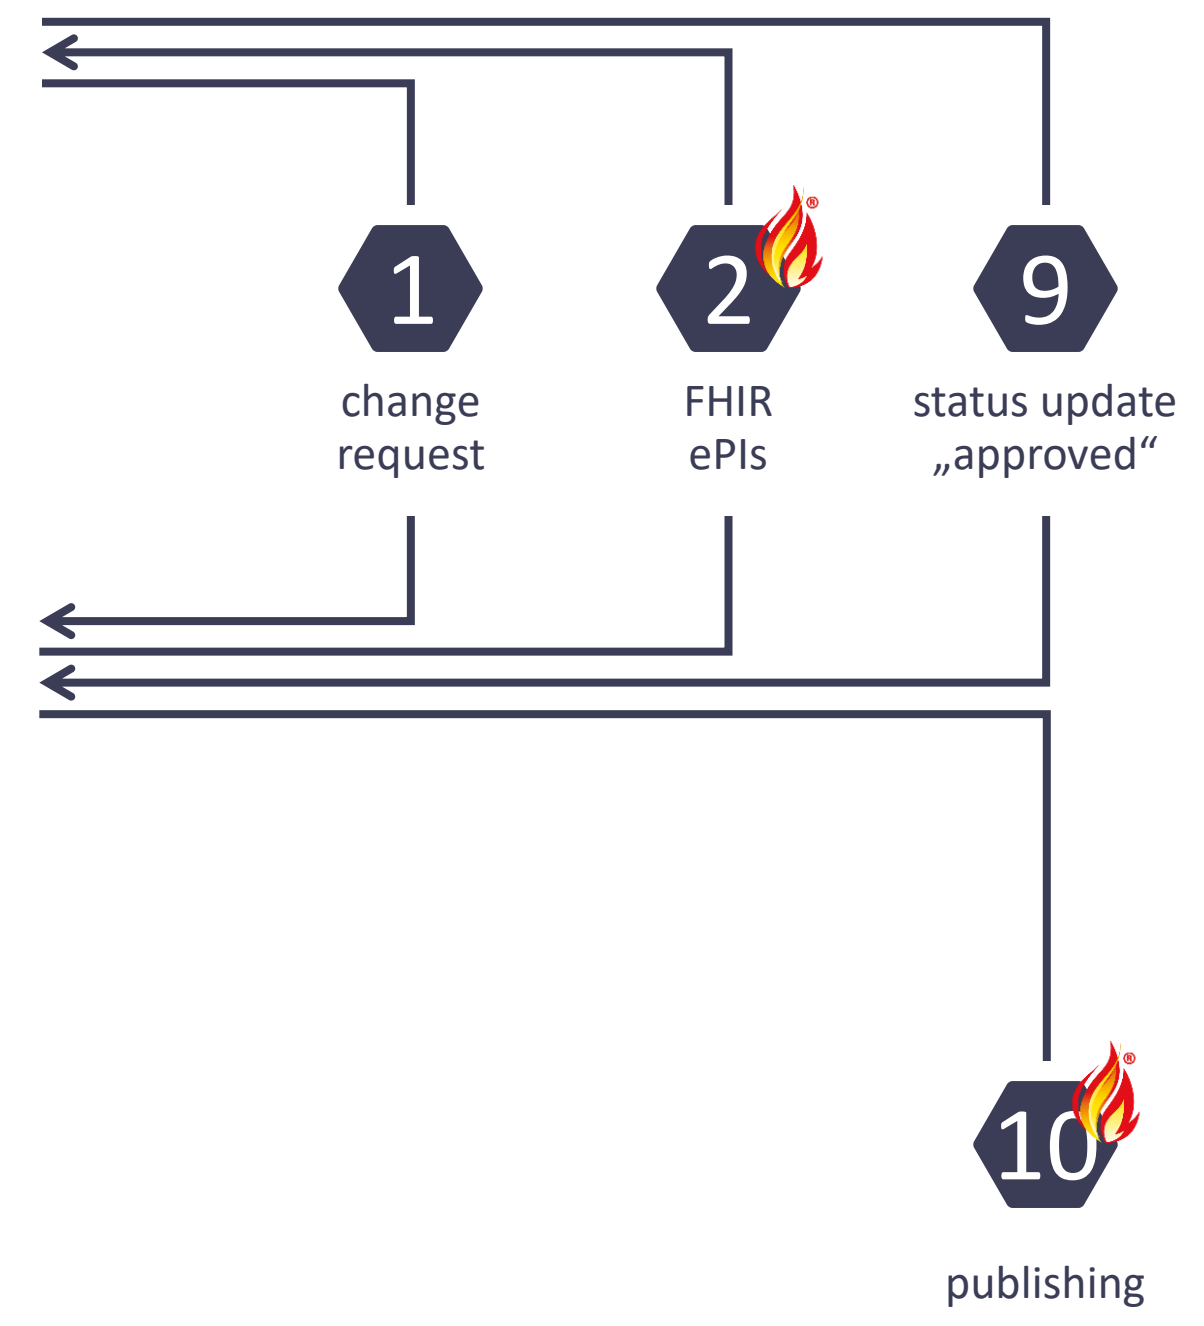 1
change
request
2
®
FHIR
ePIs
9
status update
„approved“
10
®
publishing